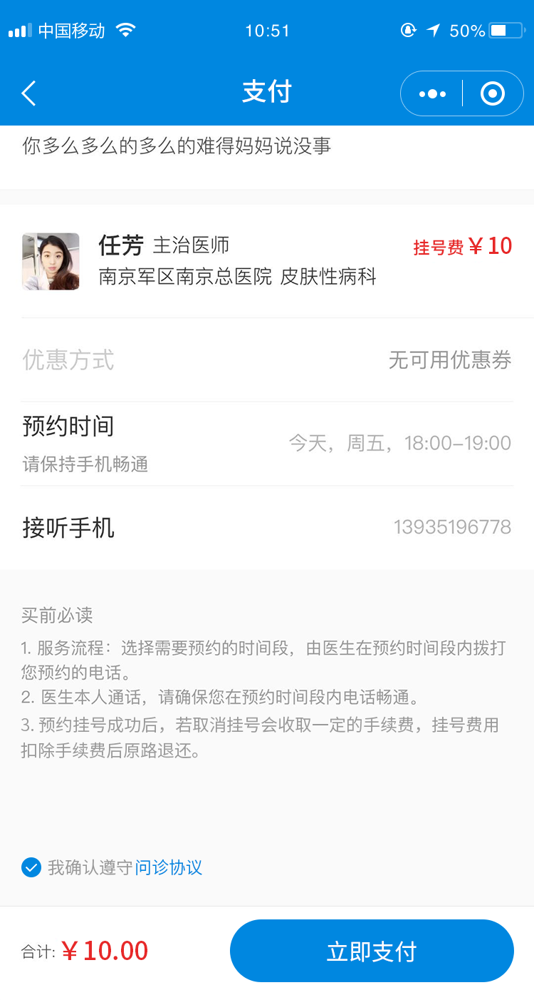 中国移动 10:51 50%
支付
你多么多么的多么的难得妈妈说没事
任芳 主治医师 挂号费￥10
南京军区南京总医院 皮肤性病科
优惠方式 无可用优惠券
预约时间
今天，周五，18:00–19:00
请保持手机畅通
接听手机 13935196778
买前必读
1. 服务流程：选择需要预约的时间段，由医生在预约时间段内拨打
您预约的电话。
2. 医生本人通话，请确保您在预约时间段内电话畅通。
3. 预约挂号成功后，若取消挂号会收取一定的手续费，挂号费用
扣除手续费后原路退还。
我确认遵守问诊协议
合计: ￥10.00 立即支付